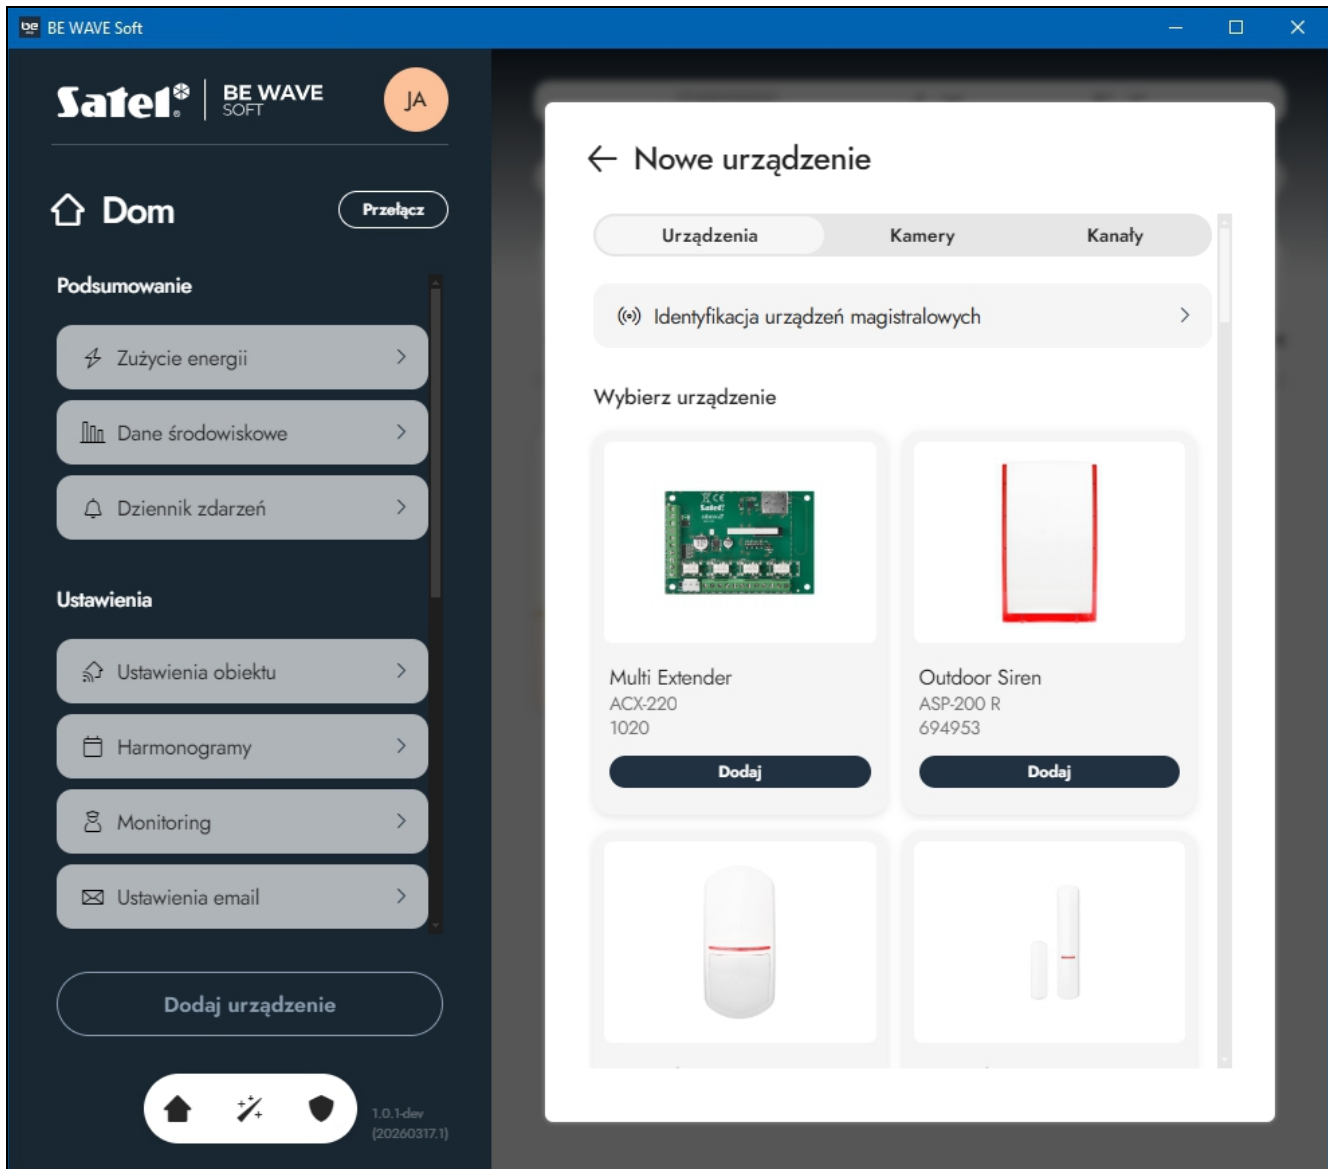 be
BE WAVE Soft
Satel®
BE WAVE
SOFT
JA
Dom
Przełącz
Podsumowanie
Zużycie energii
Dane środowiskowe
Dziennik zdarzeń
Ustawienia
Ustawienia obiektu
Harmonogramy
Monitoring
Ustawienia email
Dodaj urządzenie
1.0.1-dev
(20260317.1)
Nowe urządzenie
Urządzenia
Kamery
Kanały
Identyfikacja urządzeń magistralowych
Wybierz urządzenie
Satel
Multi Extender
ACX-220
1020
Dodaj
Outdoor Siren
ASP-200 R
694953
Dodaj